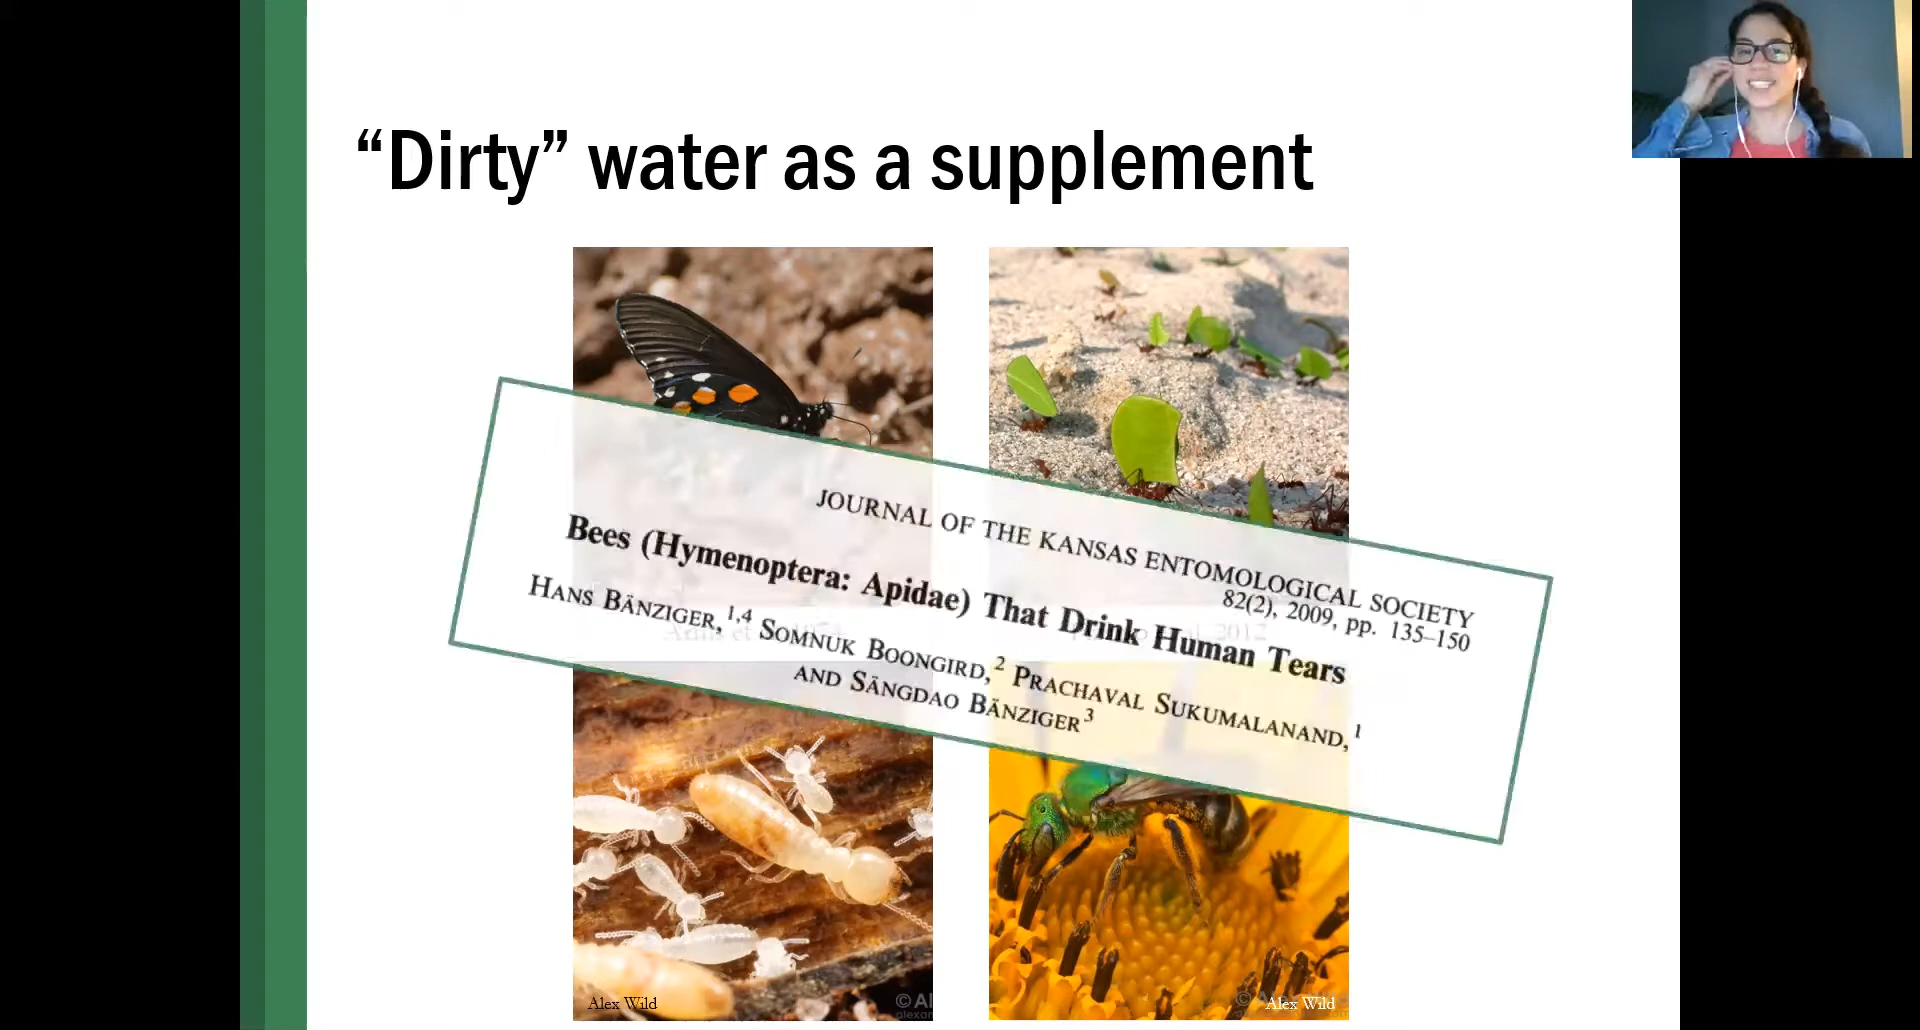 “Dirty” water as a supplement
JOURNAL OF THE KANSAS ENTOMOLOGICAL SOCIETY
82(2), 2009, pp. 135–150
Bees (Hymenoptera: Apidae) That Drink Human Tears
HANS BÄNZIGER,1,4 SOMNUK BOONGIRD,2 PRACHAVAL SUKUMALANAND,1
AND SÄNGDAO BÄNZIGER3
Alex Wild
Alex Wild